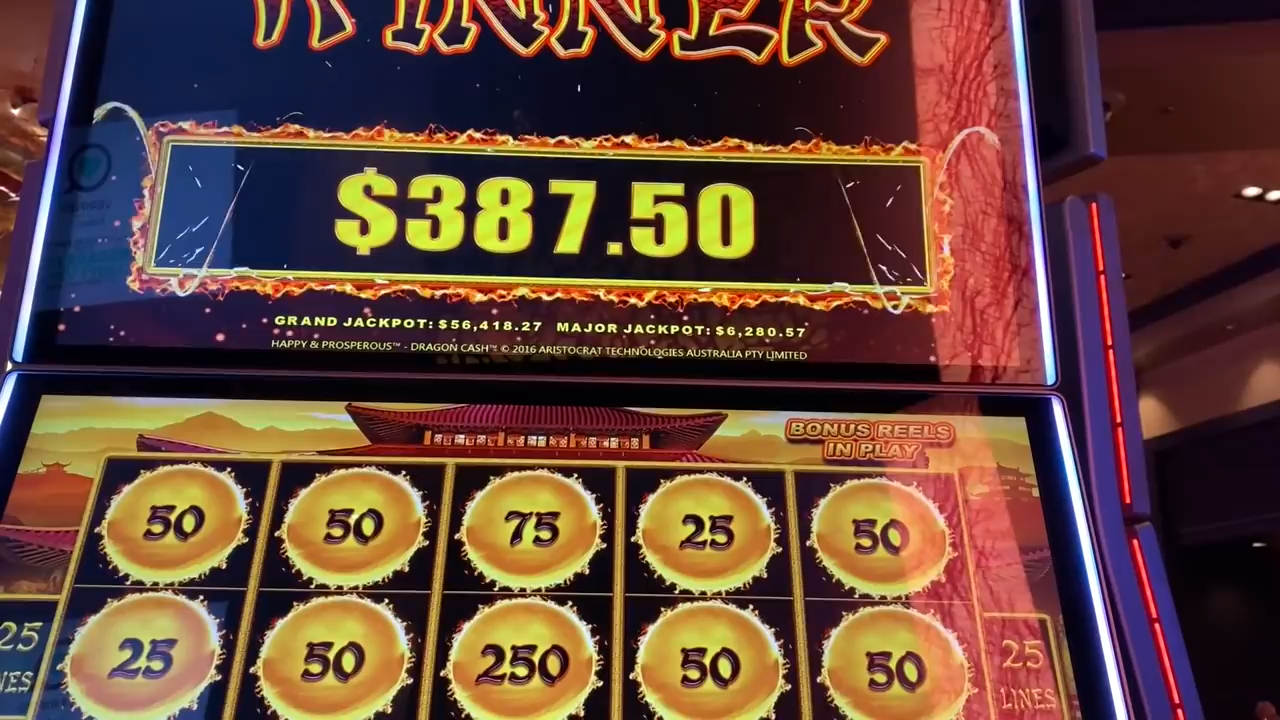 WINNER
$387.50
GRAND JACKPOT: $56,418.27 MAJOR JACKPOT: $6,280.57
HAPPY & PROSPEROUS™ - DRAGON CASH™ © 2016 ARISTOCRAT TECHNOLOGIES AUSTRALIA PTY LIMITED
BONUS REELS
IN PLAY
50 50 75 25 50
25 50 250 50 50
25
LINES
25
LINES